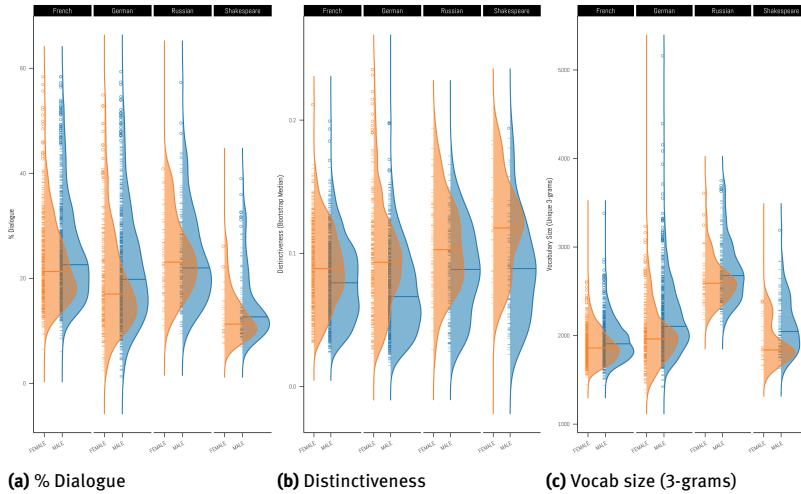 French German Russian Shakespeare
% Dialogue
60
40
20
0
FEMALE MALE FEMALE MALE FEMALE MALE FEMALE MALE
(a) % Dialogue
French German Russian Shakespeare
Distinctiveness (Bootstrap Median)
0.2
0.1
0.0
FEMALE MALE FEMALE MALE FEMALE MALE FEMALE MALE
(b) Distinctiveness
French German Russian Shakespeare
Vocabulary Size (Unique 3-grams)
5000
4000
3000
2000
1000
FEMALE MALE FEMALE MALE FEMALE MALE FEMALE MALE
(c) Vocab size (3-grams)